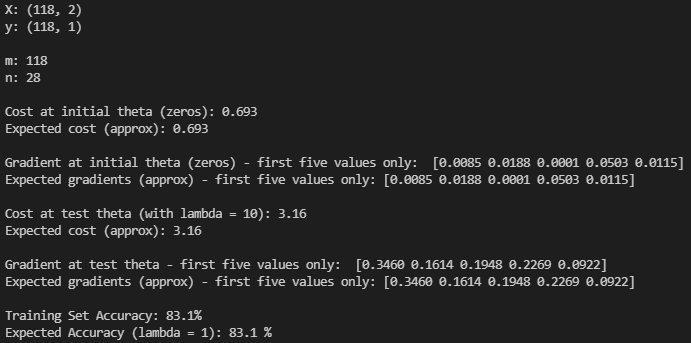 X: (118, 2)
y: (118, 1)
m: 118
n: 28
Cost at initial theta (zeros): 0.693
Expected cost (approx): 0.693
Gradient at initial theta (zeros) - first five values only:  [0.0085 0.0188 0.0001 0.0503 0.0115]
Expected gradients (approx) - first five values only: [0.0085 0.0188 0.0001 0.0503 0.0115]
Cost at test theta (with lambda = 10): 3.16
Expected cost (approx): 3.16
Gradient at test theta - first five values only:  [0.3460 0.1614 0.1948 0.2269 0.0922]
Expected gradients (approx) - first five values only: [0.3460 0.1614 0.1948 0.2269 0.0922]
Training Set Accuracy: 83.1%
Expected Accuracy (lambda = 1): 83.1 %